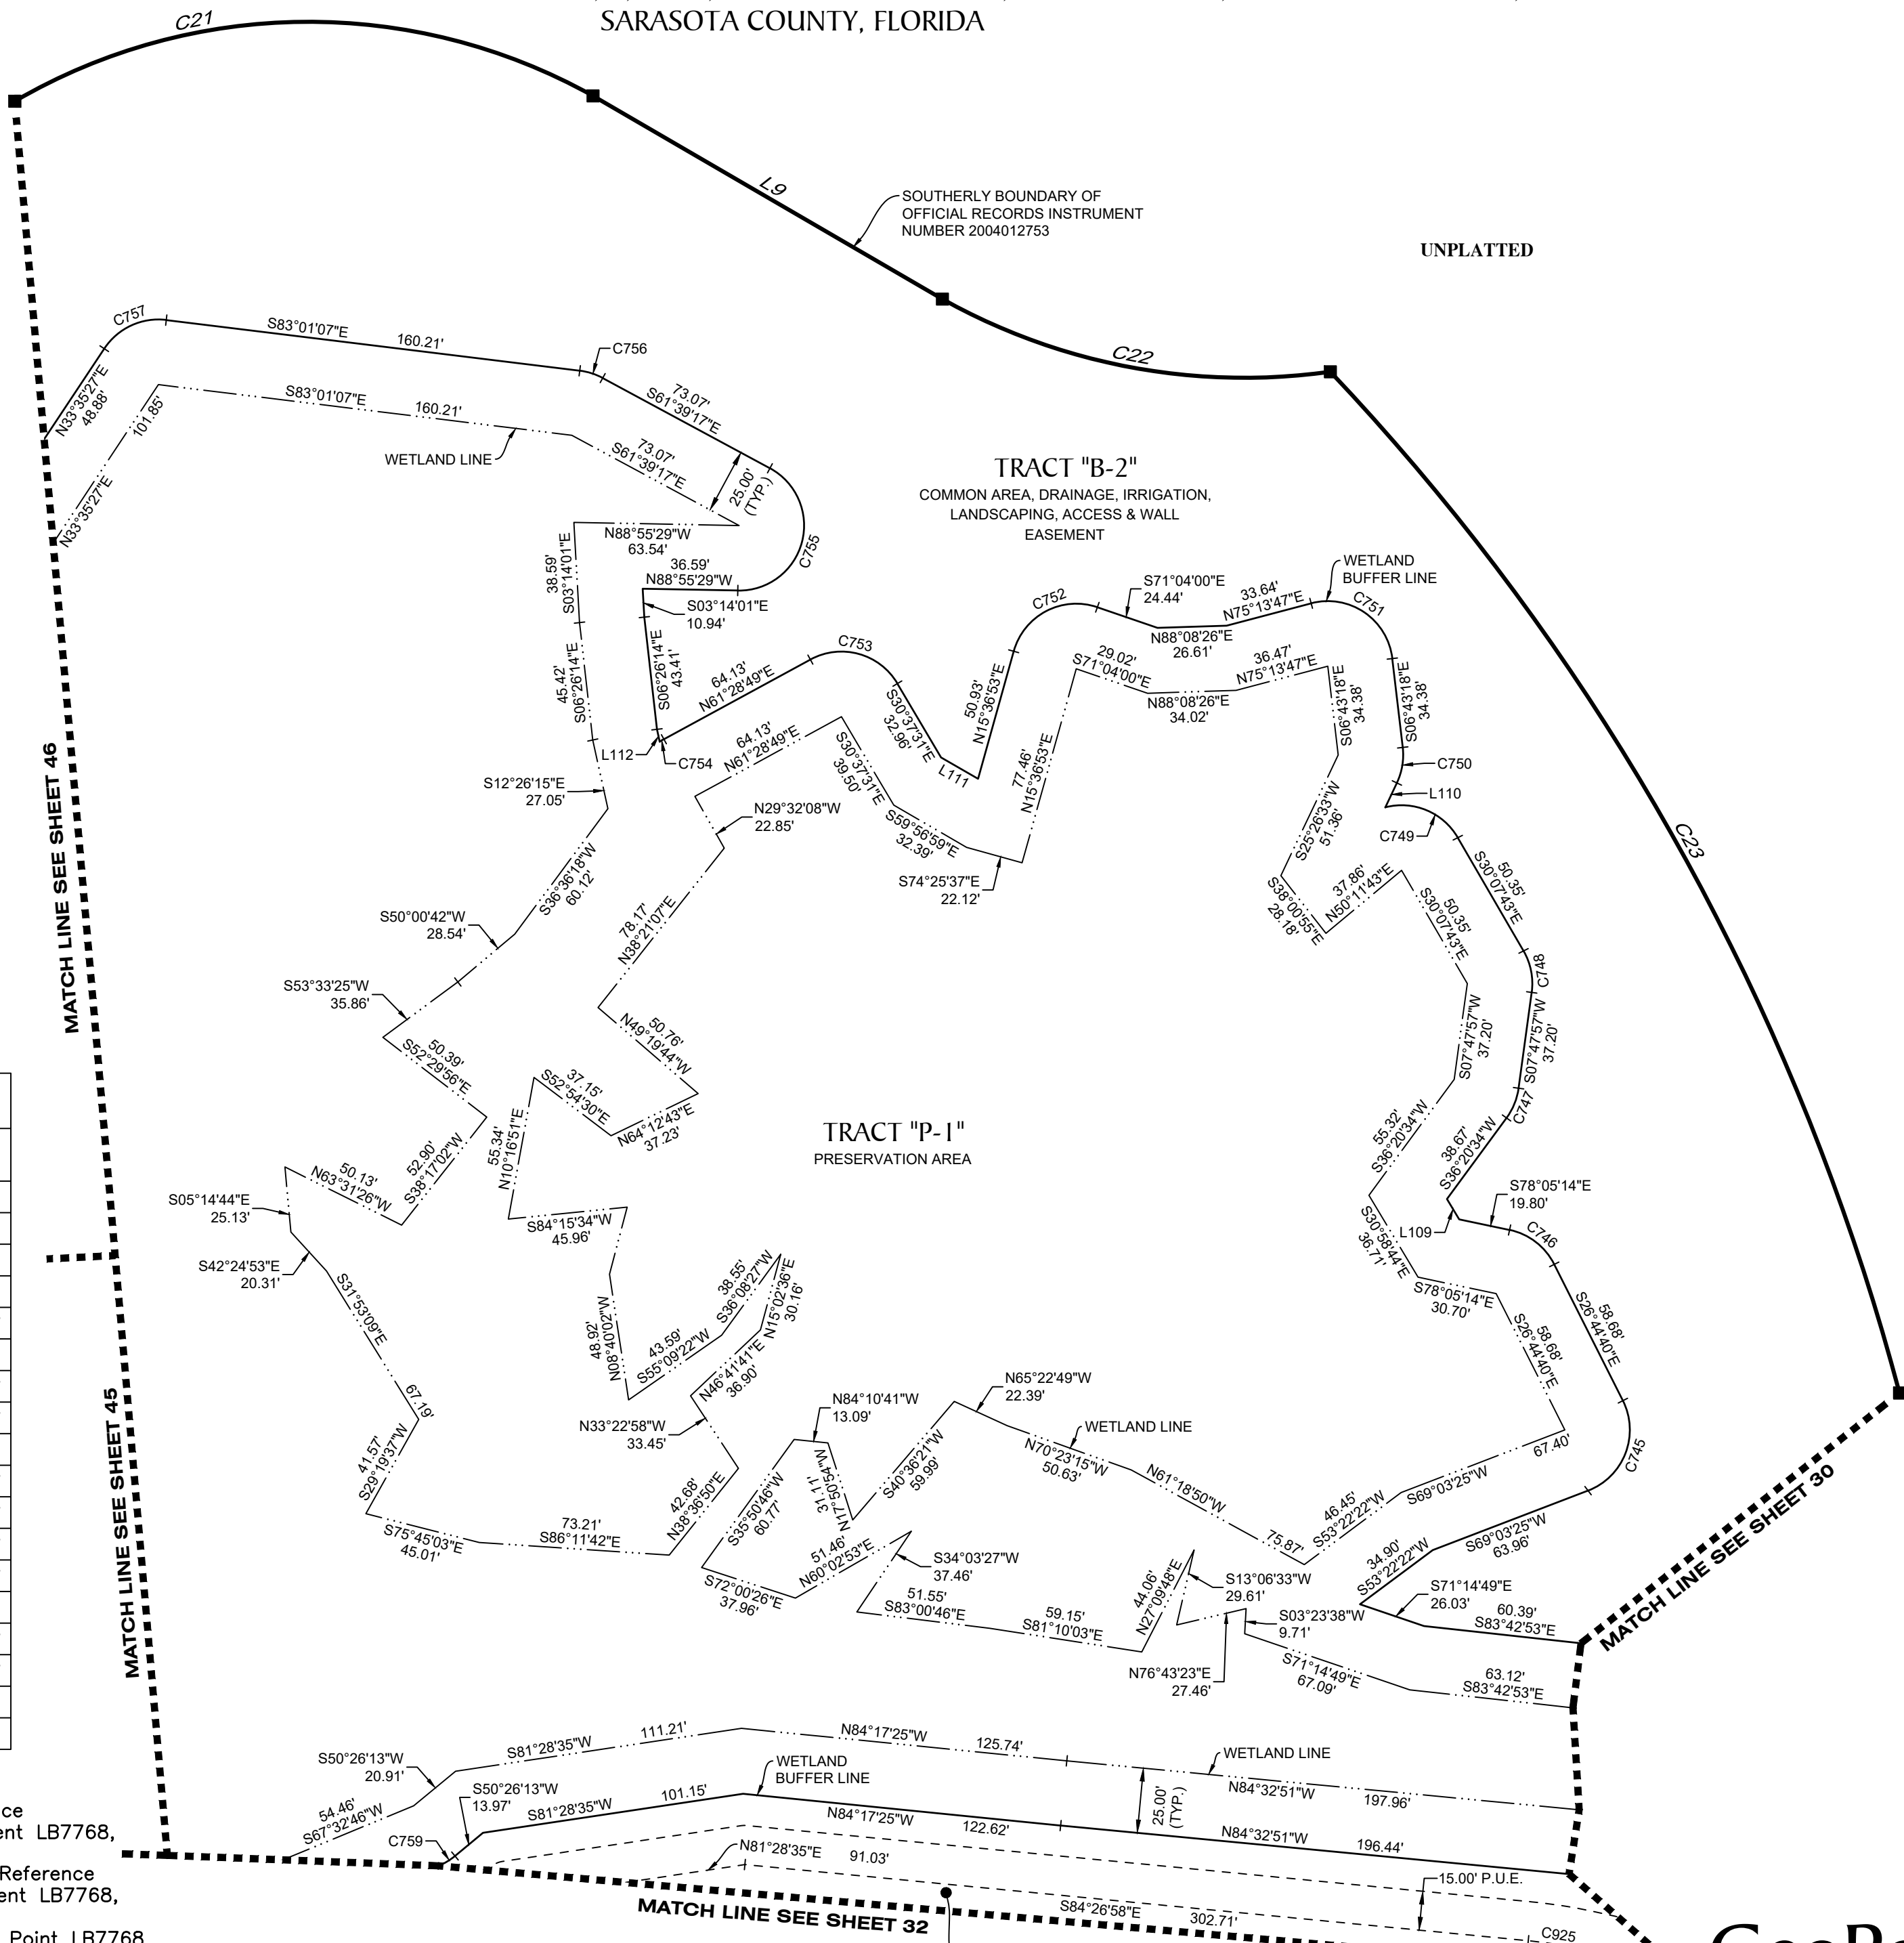 SARASOTA COUNTY, FLORIDA
C21
L9
SOUTHERLY BOUNDARY OF
OFFICIAL RECORDS INSTRUMENT
NUMBER 2004012753
UNPLATTED
C22
C23
C757
S83°01'07"E 160.21'
C756
N33°35'27"E
48.88'
S83°01'07"E 160.21'
101.85'
N33°35'27"E
WETLAND LINE
73.07'
S61°39'17"E
73.07'
S61°39'17"E
25.00'
(TYP.)
C755
TRACT "B-2"
COMMON AREA, DRAINAGE, IRRIGATION,
LANDSCAPING, ACCESS & WALL
EASEMENT
N88°55'29"W
63.54'
36.59'
N88°55'29"W
38.59'
S03°14'01"E
S03°14'01"E
10.94'
45.42'
S06°26'14"E
S06°26'14"E
43.41'
L112
C754
64.13'
N61°28'49"E
C753
64.13'
N61°28'49"E
S30°37'31"E
32.96'
S30°37'31"E
39.50'
L111
50.93'
N15°36'53"E
C752
S71°04'00"E
24.44'
33.64'
N75°13'47"E
WETLAND
BUFFER LINE
C751
N88°08'26"E
26.61'
29.02'
S71°04'00"E
36.47'
N75°13'47"E
N88°08'26"E
34.02'
S06°43'18"E
34.38'
S06°43'18"E
34.38'
C750
L110
C749
77.46'
N15°36'53"E
S59°56'59"E
32.39'
S74°25'37"E
22.12'
S25°26'33"W
51.36'
S38°00'55"E
28.18'
37.86'
N50°11'43"E
50.35'
S30°07'43"E
50.35'
S30°07'43"E
C748
S07°47'57"W
37.20'
S07°47'57"W
37.20'
C747
S12°26'15"E
27.05'
N29°32'08"W
22.85'
S36°36'18"W
60.12'
S50°00'42"W
28.54'
78.17'
N38°21'07"E
S53°33'25"W
35.86'
50.39'
S52°29'56"E
50.76'
N49°19'44"W
37.15'
S52°54'30"E
N64°12'43"E
37.23'
55.34'
N10°16'51"E
52.90'
S38°17'02"W
50.13'
N63°31'26"W
S05°14'44"E
25.13'
S42°24'53"E
20.31'
S84°15'34"W
45.96'
TRACT "P-1"
PRESERVATION AREA
55.32'
S36°20'34"W
38.67'
S36°20'34"W
S78°05'14"E
19.80'
L109
C746
S30°58'44"E
36.71'
S78°05'14"E
30.70'
58.68'
S26°44'40"E
58.68'
S26°44'40"E
C745
S31°53'09"E 67.19'
41.57'
S29°19'37"W
S75°45'03"E
45.01'
73.21'
S86°11'42"E
48.92'
N08°40'02"W
43.59'
S55°09'22"W
38.55'
S36°08'27"W
N15°02'36"E
30.16'
N46°41'41"E
36.90'
N33°22'58"W
33.45'
42.68'
N38°36'50"E
N84°10'41"W
13.09'
S35°50'46"W
60.77'
31.11'
N17°50'54"W
S40°36'21"W
59.99'
N65°22'49"W
22.39'
WETLAND LINE
N70°23'15"W
50.63'
N61°18'50"W 75.87'
46.45'
S53°22'22"W
S69°03'25"W 67.40'
S69°03'25"W
63.96'
34.90'
S53°22'22"W
S71°14'49"E
26.03'
60.39'
S83°42'53"E
S72°00'26"E
37.96'
51.46'
N60°02'53"E
S34°03'27"W
37.46'
51.55'
S83°00'46"E
59.15'
S81°10'03"E
44.06'
N27°09'48"E
S13°06'33"W
29.61'
S03°23'38"W
9.71'
N76°43'23"E
27.46'
S71°14'49"E
67.09'
63.12'
S83°42'53"E
MATCH LINE SEE SHEET 46
MATCH LINE SEE SHEET 45
MATCH LINE SEE SHEET 30
S81°28'35"W 111.21'
N84°17'25"W 125.74'
WETLAND LINE
N84°32'51"W 197.96'
S50°26'13"W
20.91'
54.46'
S67°32'46"W
S50°26'13"W
13.97'
C759
S81°28'35"W 101.15'
WETLAND
BUFFER LINE
N84°17'25"W 122.62'
25.00'
(TYP.)
N84°32'51"W 196.44'
N81°28'35"E 91.03'
15.00' P.U.E.
MATCH LINE SEE SHEET 32
S84°26'58"E 302.71'
C925
ent LB7768,
Reference
ent LB7768,
Point LB7768